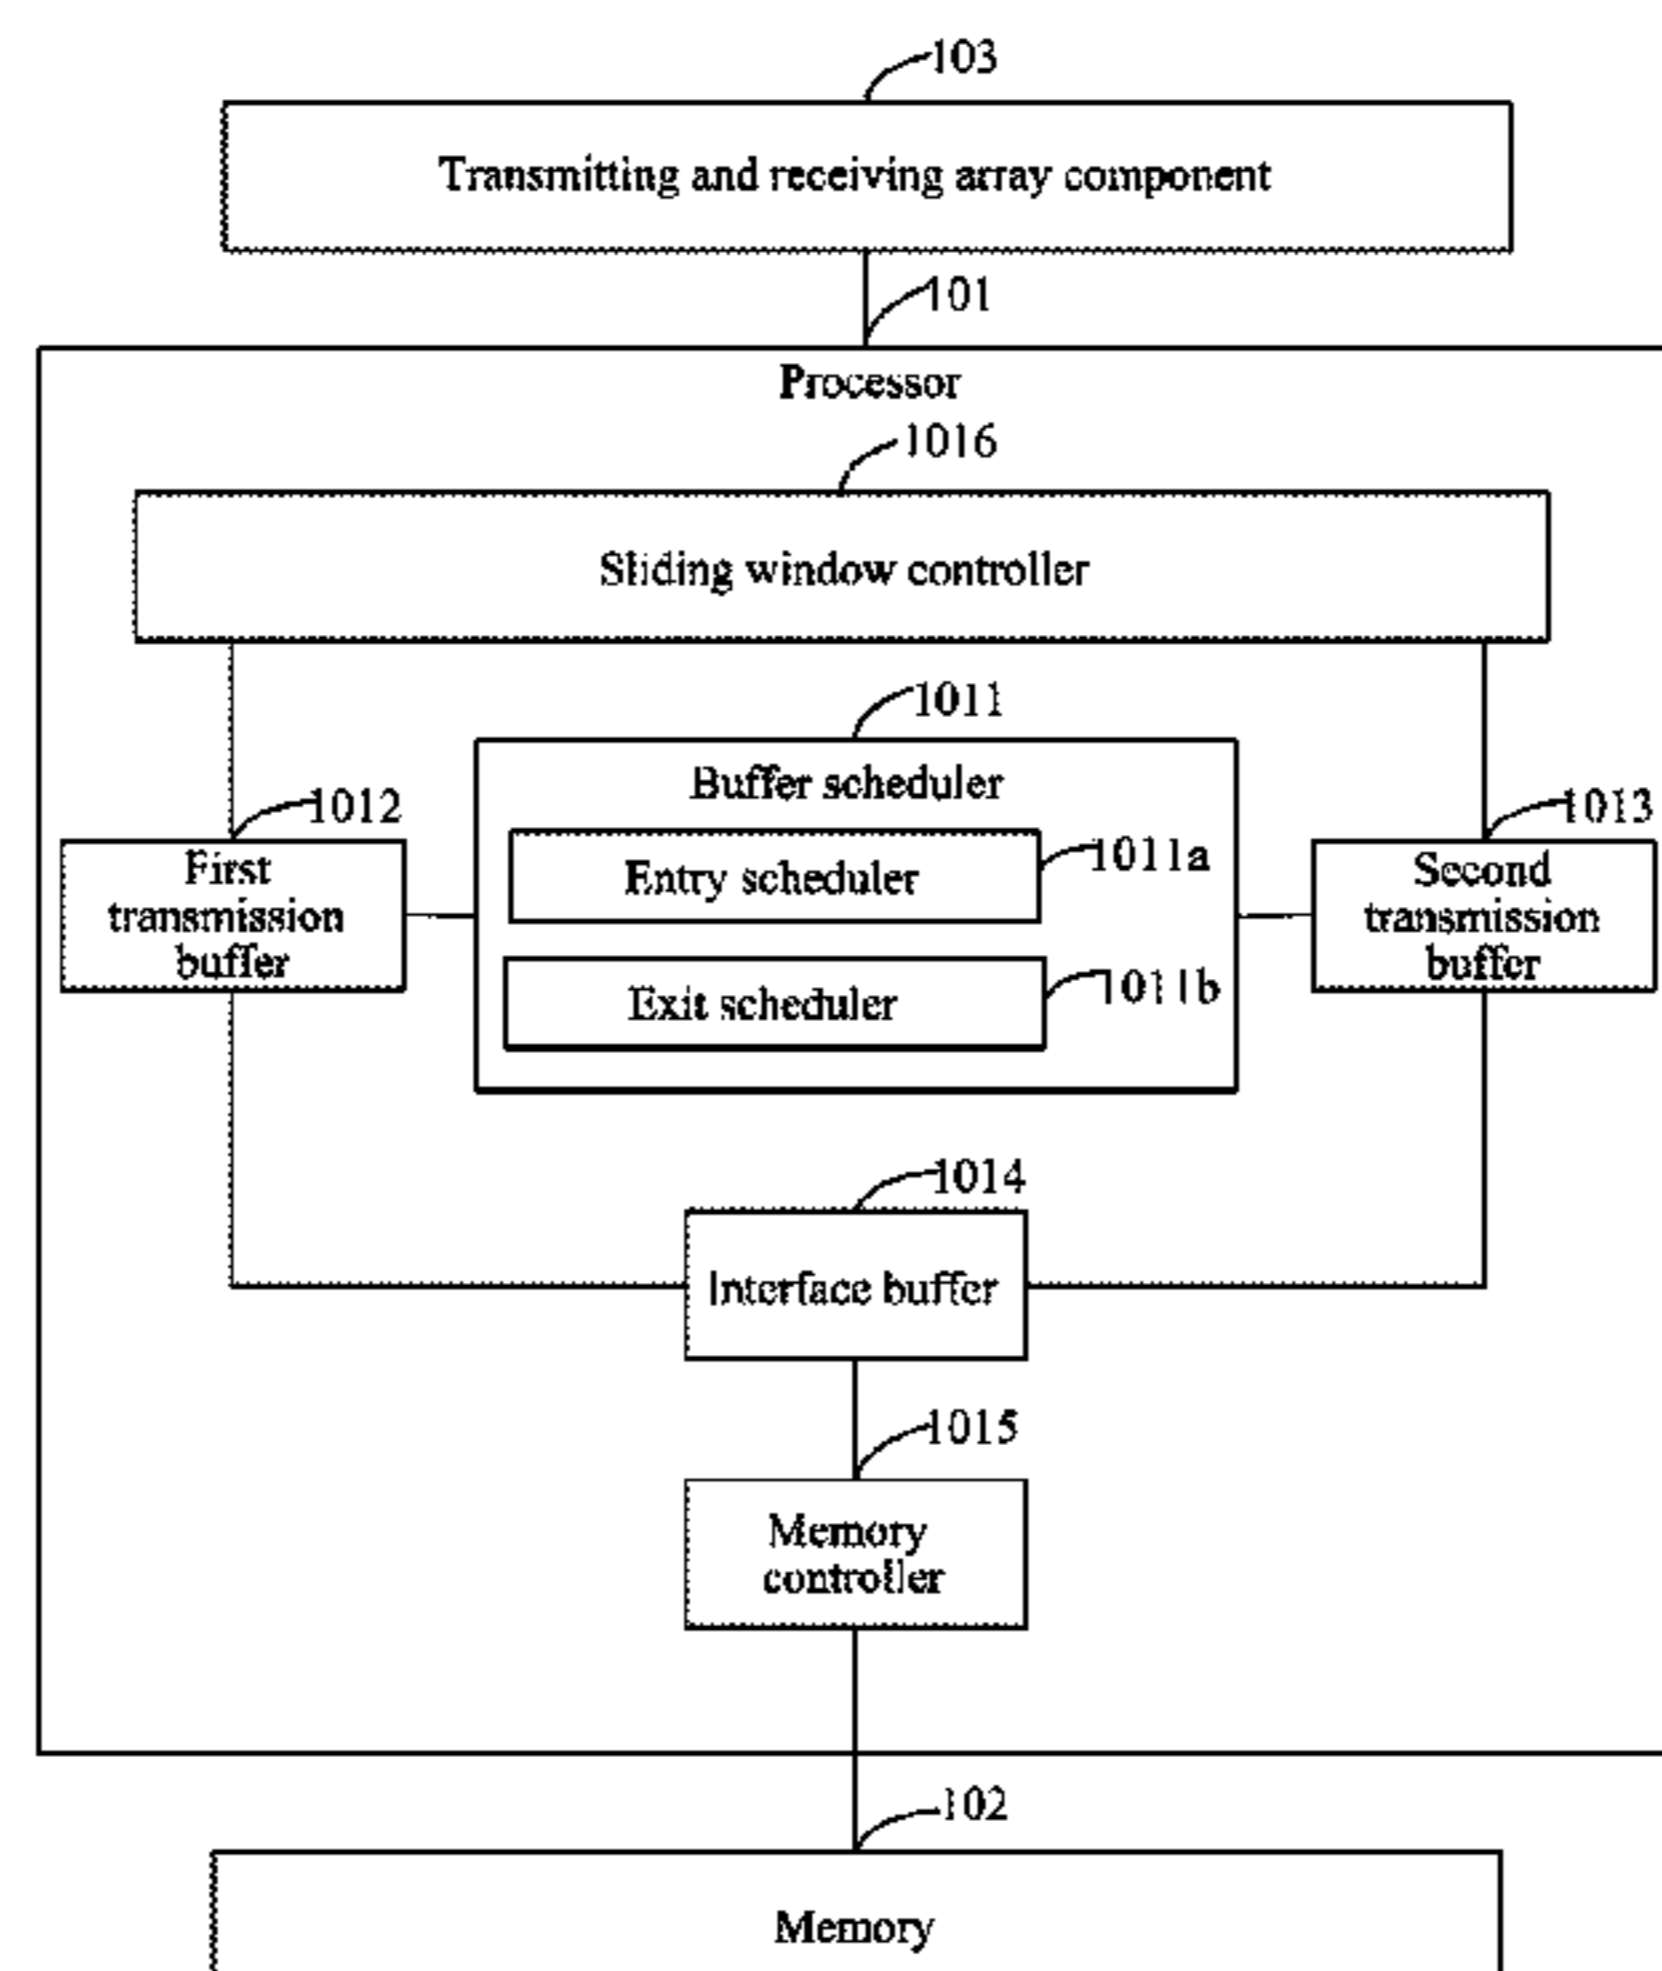 103
Transmitting and receiving array component
101
Processor
1016
Sliding window controller
1011
Buffer scheduler
1012
1013
First
transmission
buffer
Entry scheduler
1011a
Second
transmission
buffer
Exit scheduler
1011b
1014
Interface buffer
1015
Memory
controller
102
Memory